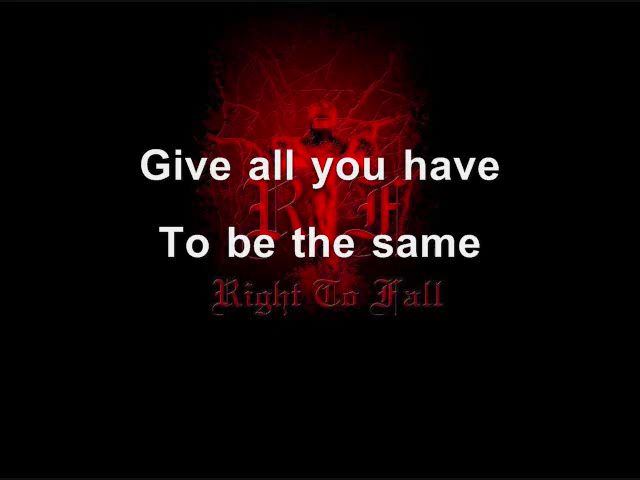 Give all you have
R F
To be the same
Right To Fall